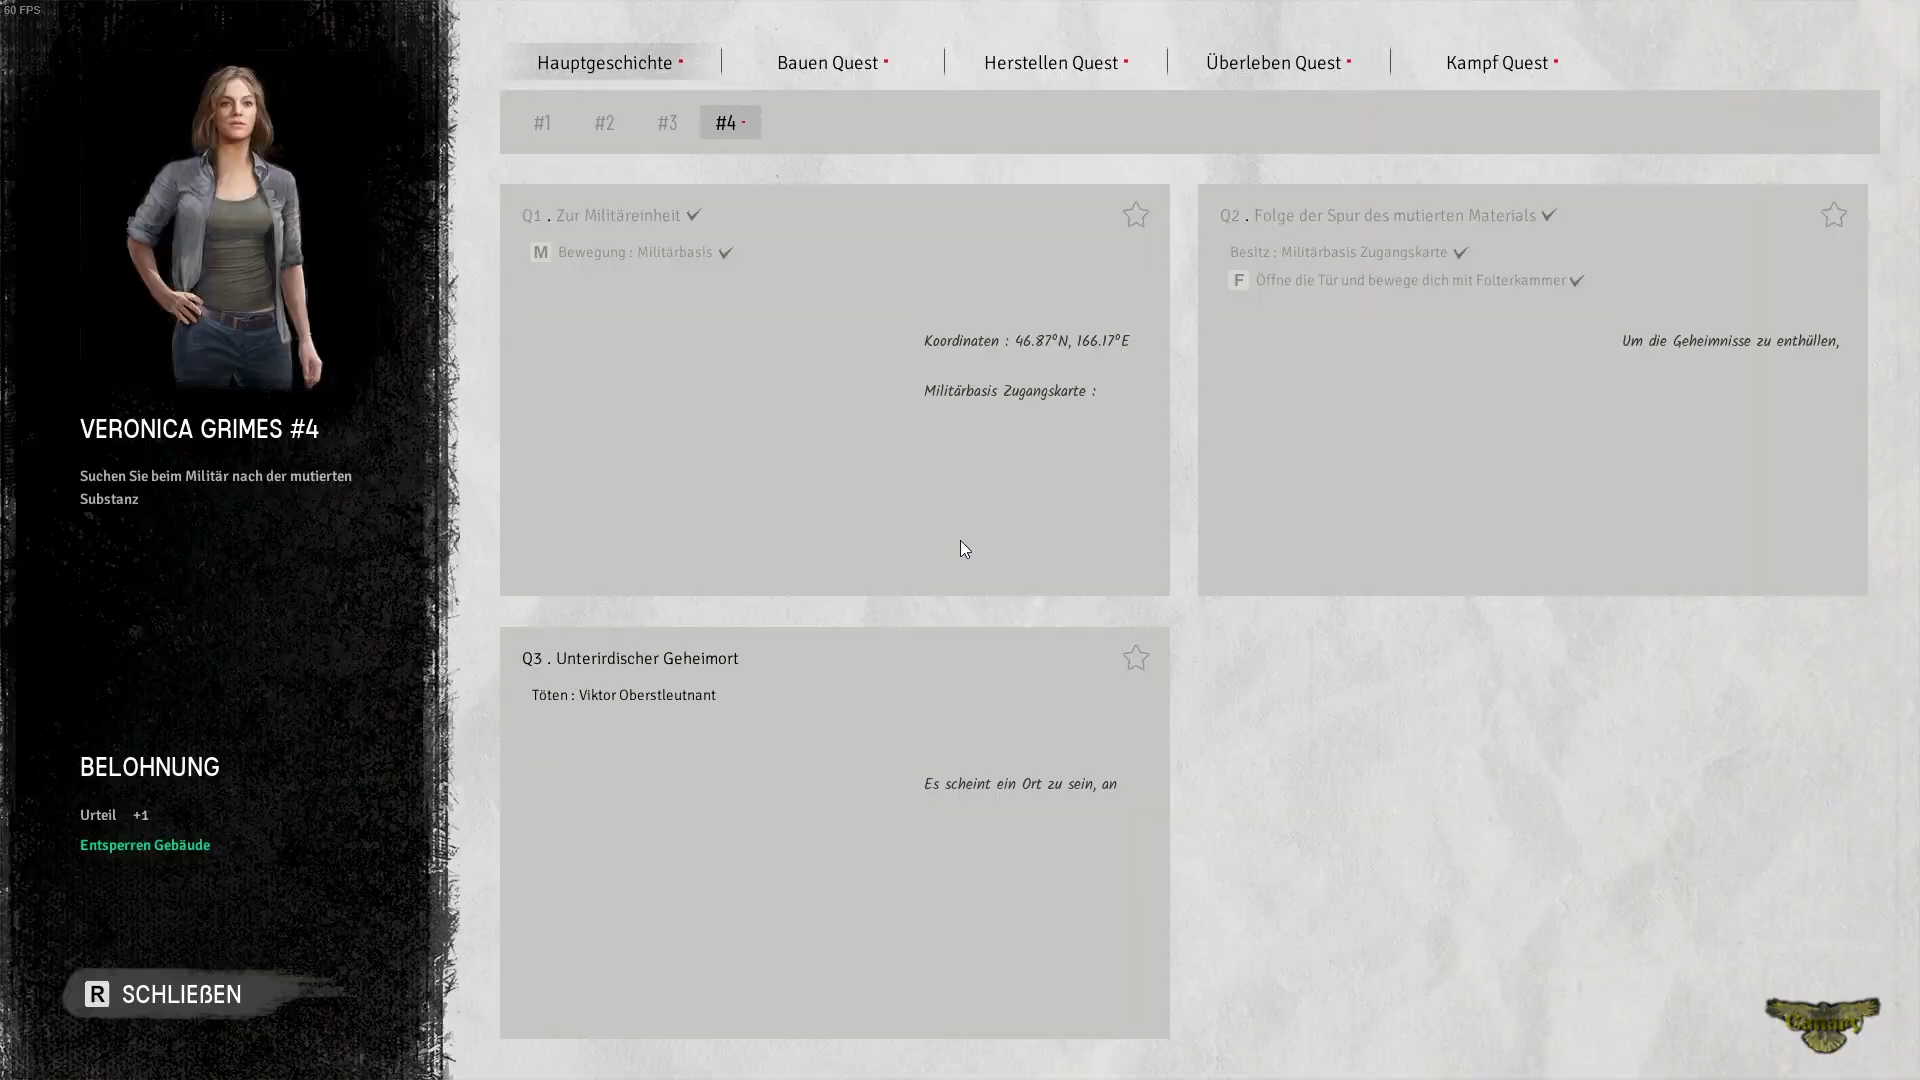 60 FPS
Hauptgeschichte
Bauen Quest
Herstellen Quest
Überleben Quest
Kampf Quest
#1 #2 #3 #4
VERONICA GRIMES #4
Suchen Sie beim Militär nach der mutierten
Substanz
BELOHNUNG
Urteil +1
Entsperren Gebäude
R SCHLIEßEN
Q1 . Zur Militäreinheit
M Bewegung : Militärbasis
Koordinaten : 46.87ºN, 166.17ºE
Militärbasis Zugangskarte :
Q2 . Folge der Spur des mutierten Materials
Besitz : Militärbasis Zugangskarte
F Öffne die Tür und bewege dich mit Folterkammer
Um die Geheimnisse zu enthüllen,
Q3 . Unterirdischer Geheimort
Töten : Viktor Oberstleutnant
Es scheint ein Ort zu sein, an